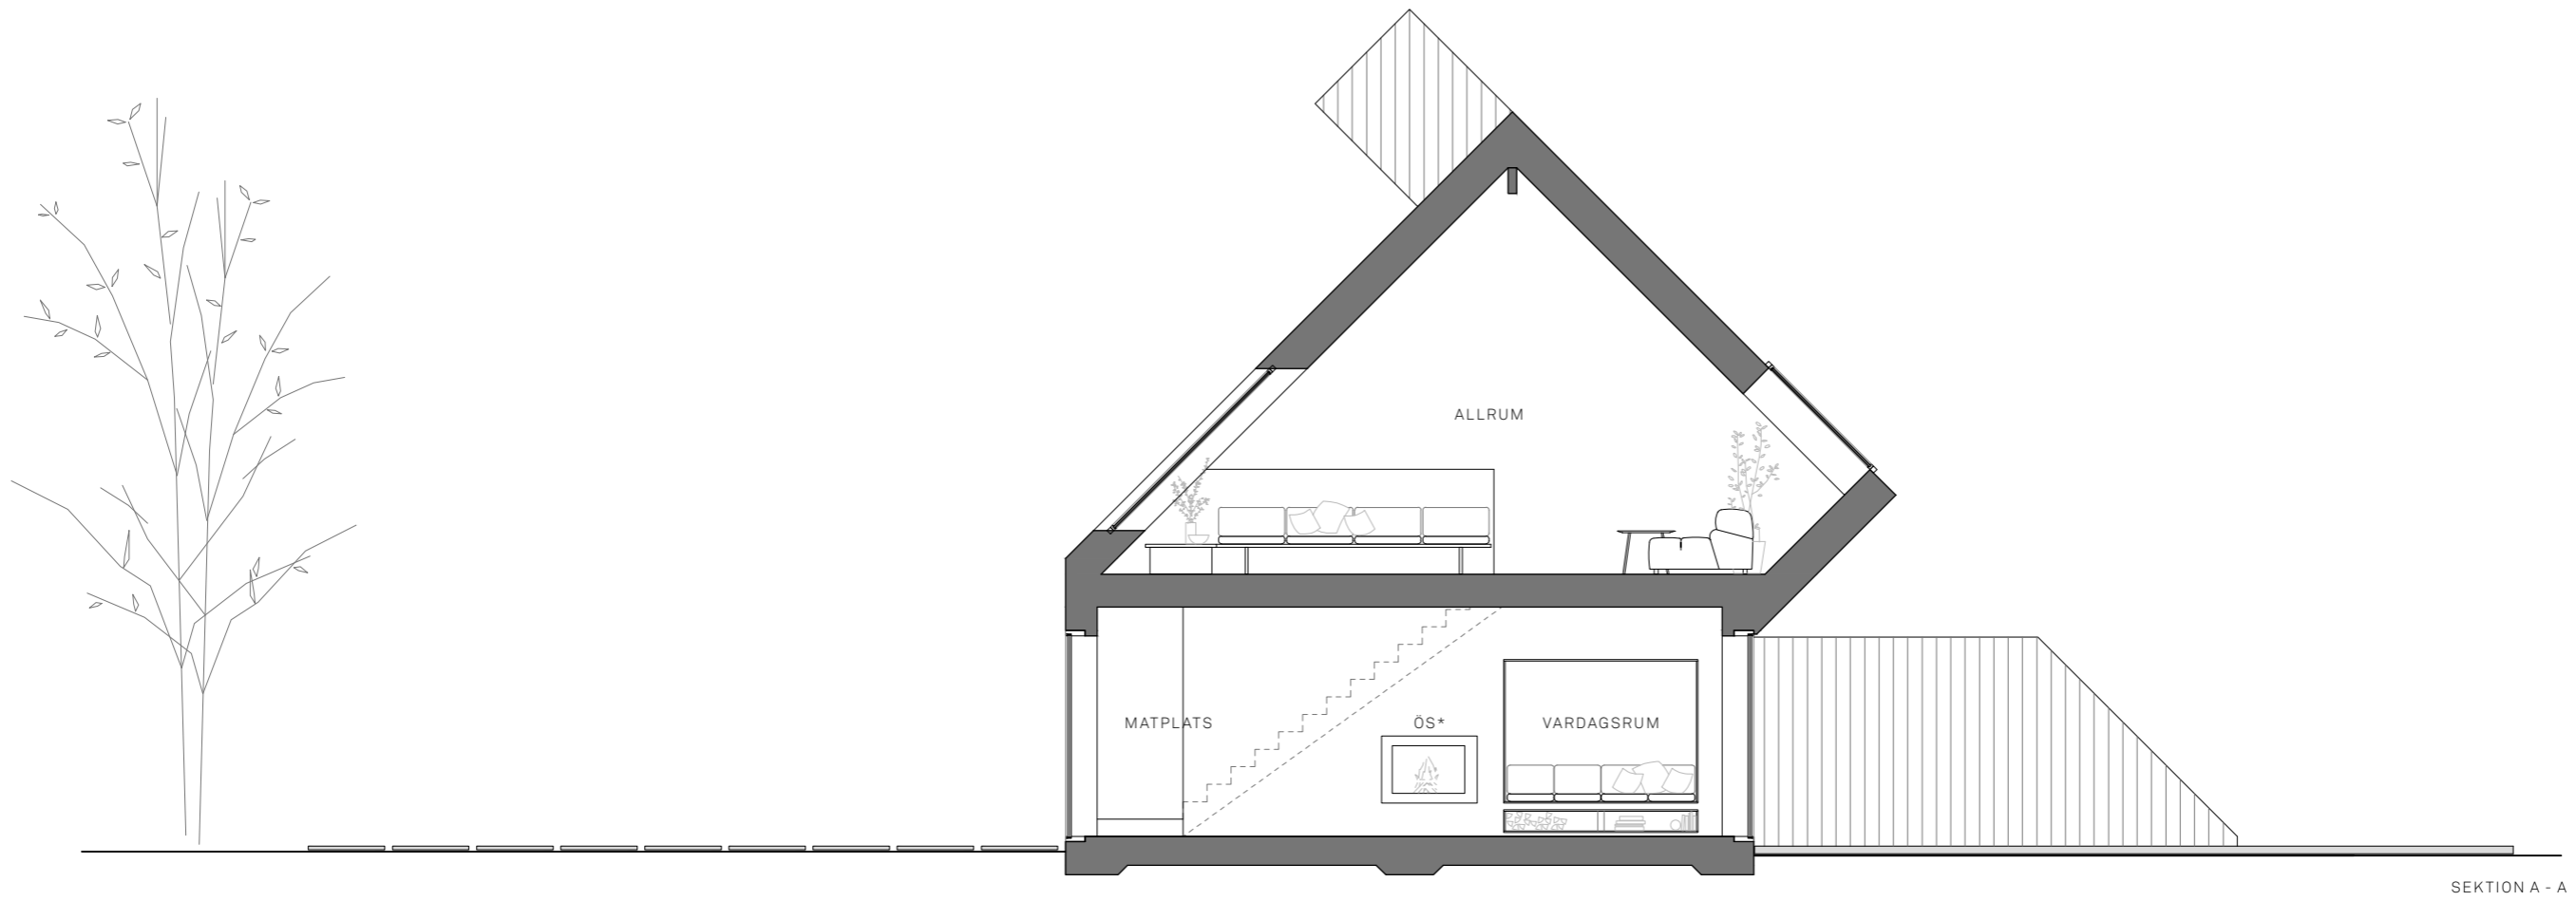 ALLRUM
MATPLATS
ÖS*
VARDAGSRUM
SEKTION A - A